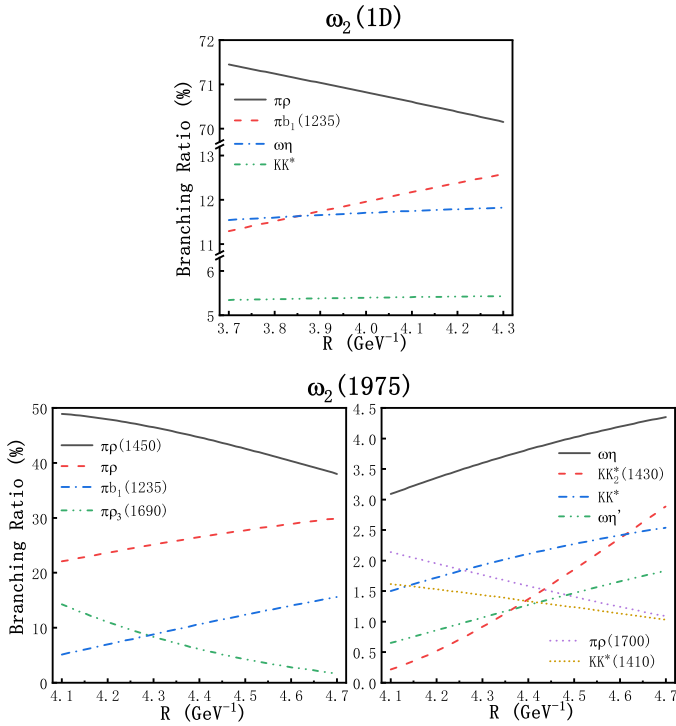 ω₂(1D)
Branching Ratio (%)
72
71
70
13
12
11
6
5
πρ
πb₁(1235)
ωη
KK*
3.7 3.8 3.9 4.0 4.1 4.2 4.3
R (GeV⁻¹)
ω₂(1975)
Branching Ratio (%)
50
40
30
20
10
0
πρ(1450)
πρ
πb₁(1235)
πρ₃(1690)
4.1 4.2 4.3 4.4 4.5 4.6 4.7
R (GeV⁻¹)
4.5
4.0
3.5
3.0
2.5
2.0
1.5
1.0
0.5
0.0
ωη
KK₂*(1430)
KK*
ωη'
πρ(1700)
KK*(1410)
4.1 4.2 4.3 4.4 4.5 4.6 4.7
R (GeV⁻¹)